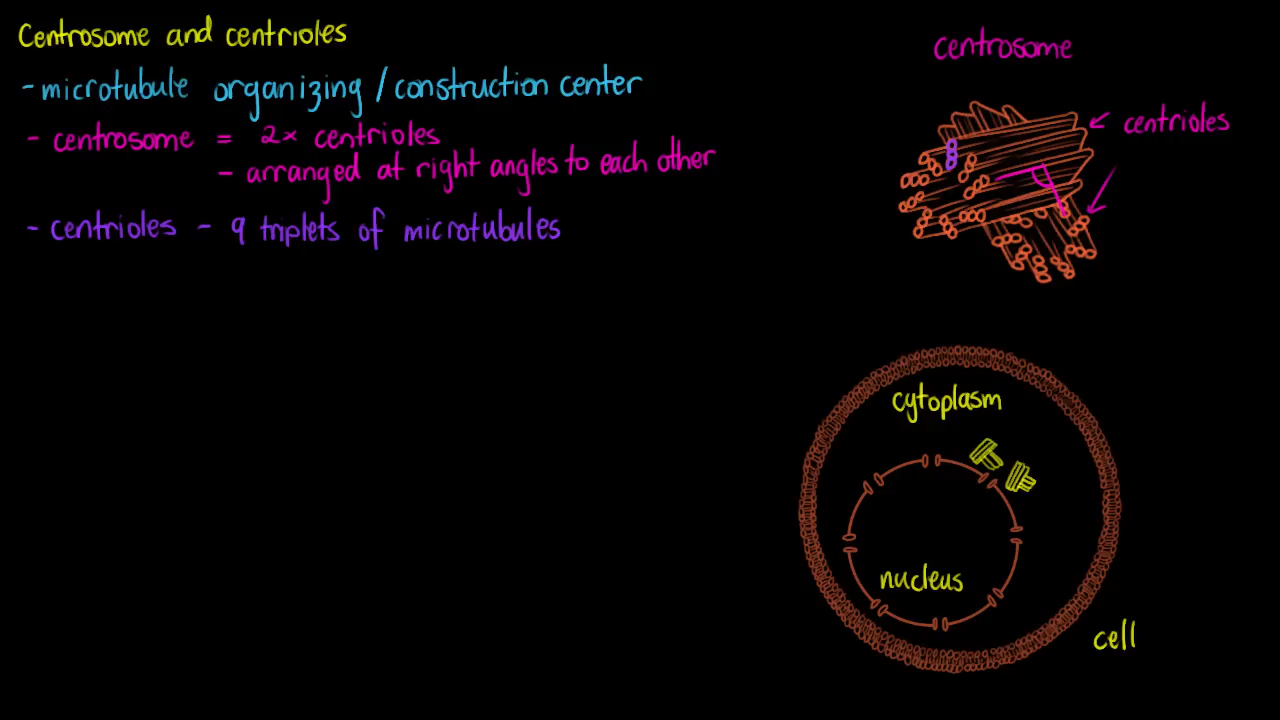 Centrosome and centrioles
- microtubule organizing / construction center
- centrosome = 2x centrioles
- arranged at right angles to each other
- centrioles - 9 triplets of microtubules
centrosome
centrioles
cytoplasm
nucleus
cell